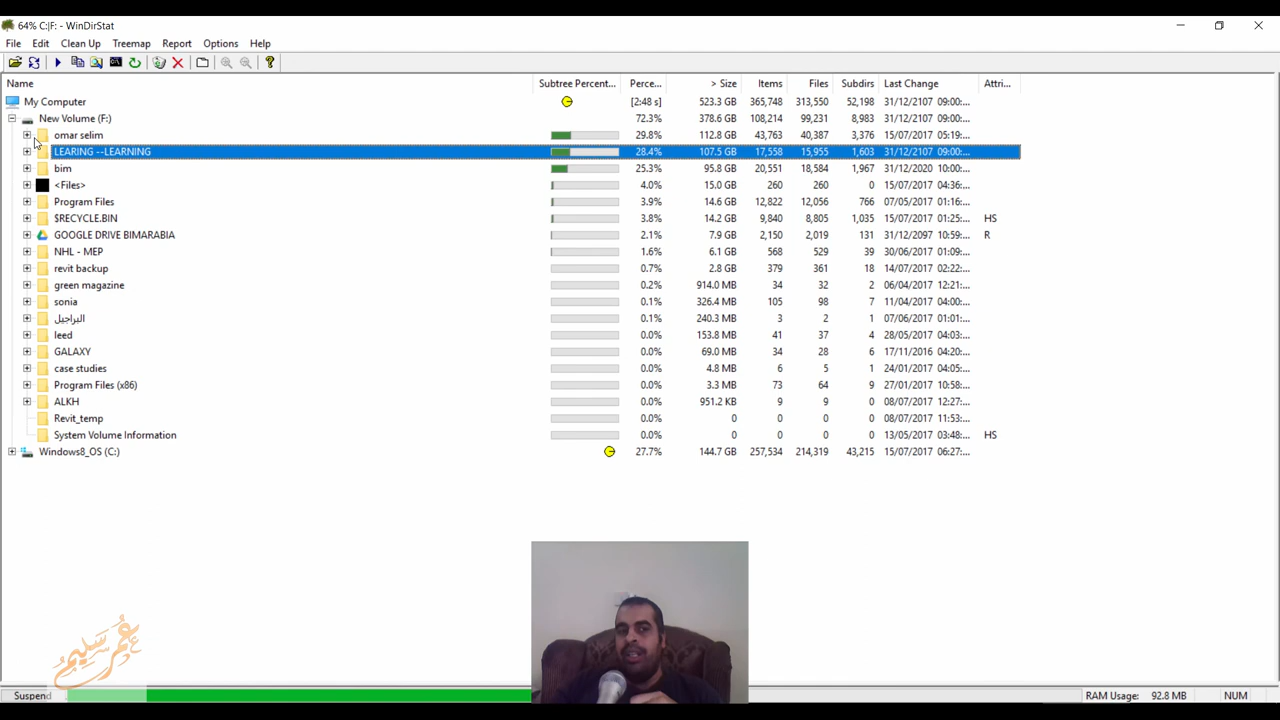 64% C:|F: - WinDirStat
File Edit Clean Up Treemap Report Options Help
Name Subtree Percent... Perce... > Size Items Files Subdirs Last Change Attri...
My Computer [2:48 s] 523.3 GB 365,748 313,550 52,198 31/12/2107 09:00:...
New Volume (F:) 72.3% 378.6 GB 108,214 99,231 8,983 31/12/2107 09:00:...
omar selim 29.8% 112.8 GB 43,763 40,387 3,376 15/07/2017 05:19:...
LEARING --LEARNING 28.4% 107.5 GB 17,558 15,955 1,603 31/12/2107 09:00:...
bim 25.3% 95.8 GB 20,551 18,584 1,967 31/12/2020 10:00:...
<Files> 4.0% 15.0 GB 260 260 0 15/07/2017 04:36:...
Program Files 3.9% 14.6 GB 12,822 12,056 766 07/05/2017 01:16:...
$RECYCLE.BIN 3.8% 14.2 GB 9,840 8,805 1,035 15/07/2017 01:25:... HS
GOOGLE DRIVE BIMARABIA 2.1% 7.9 GB 2,150 2,019 131 31/12/2097 10:59:... R
NHL - MEP 1.6% 6.1 GB 568 529 39 30/06/2017 01:09:...
revit backup 0.7% 2.8 GB 379 361 18 14/07/2017 02:22:...
green magazine 0.2% 914.0 MB 34 32 2 06/04/2017 12:21:...
sonia 0.1% 326.4 MB 105 98 7 11/04/2017 04:00:...
البراجيل 0.1% 240.3 MB 3 2 1 07/06/2017 01:01:...
leed 0.0% 153.8 MB 41 37 4 28/05/2017 04:03:...
GALAXY 0.0% 69.0 MB 34 28 6 17/11/2016 04:20:...
case studies 0.0% 4.8 MB 6 5 1 24/01/2017 04:05:...
Program Files (x86) 0.0% 3.3 MB 73 64 9 27/01/2017 10:58:...
ALKH 0.0% 951.2 KB 9 9 0 08/07/2017 12:27:...
Revit_temp 0.0% 0 0 0 0 08/07/2017 11:53:...
System Volume Information 0.0% 0 0 0 0 13/05/2017 03:48:... HS
Windows8_OS (C:) 27.7% 144.7 GB 257,534 214,319 43,215 15/07/2017 06:27:...
عمر سليم
Suspend RAM Usage: 92.8 MB NUM